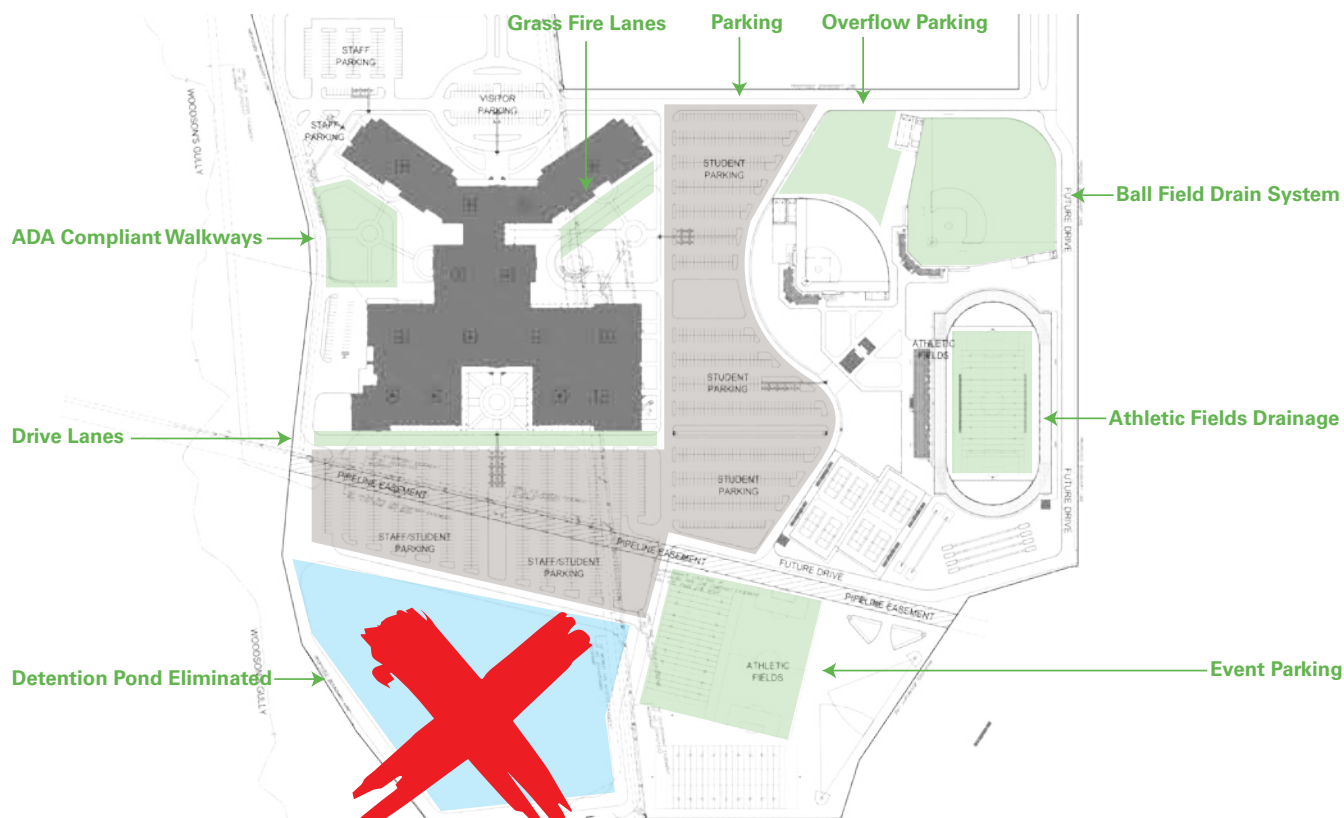 Grass Fire Lanes
Parking
Overflow Parking
STAFF
PARKING
VISITOR
PARKING
STAFF
PARKING
WOODSON'S GULLY
STUDENT
PARKING
FUTURE DRIVE
Ball Field Drain System
ADA Compliant Walkways
ATHLETIC
FIELDS
STUDENT
PARKING
Athletic Fields Drainage
Drive Lanes
PIPELINE EASEMENT
STUDENT
PARKING
FUTURE DRIVE
STAFF/STUDENT
PARKING
STAFF/STUDENT
PARKING
PIPELINE EASEMENT
FUTURE DRIVE
PIPELINE EASEMENT
WOODSON'S GULLY
Detention Pond Eliminated
ATHLETIC
FIELDS
Event Parking